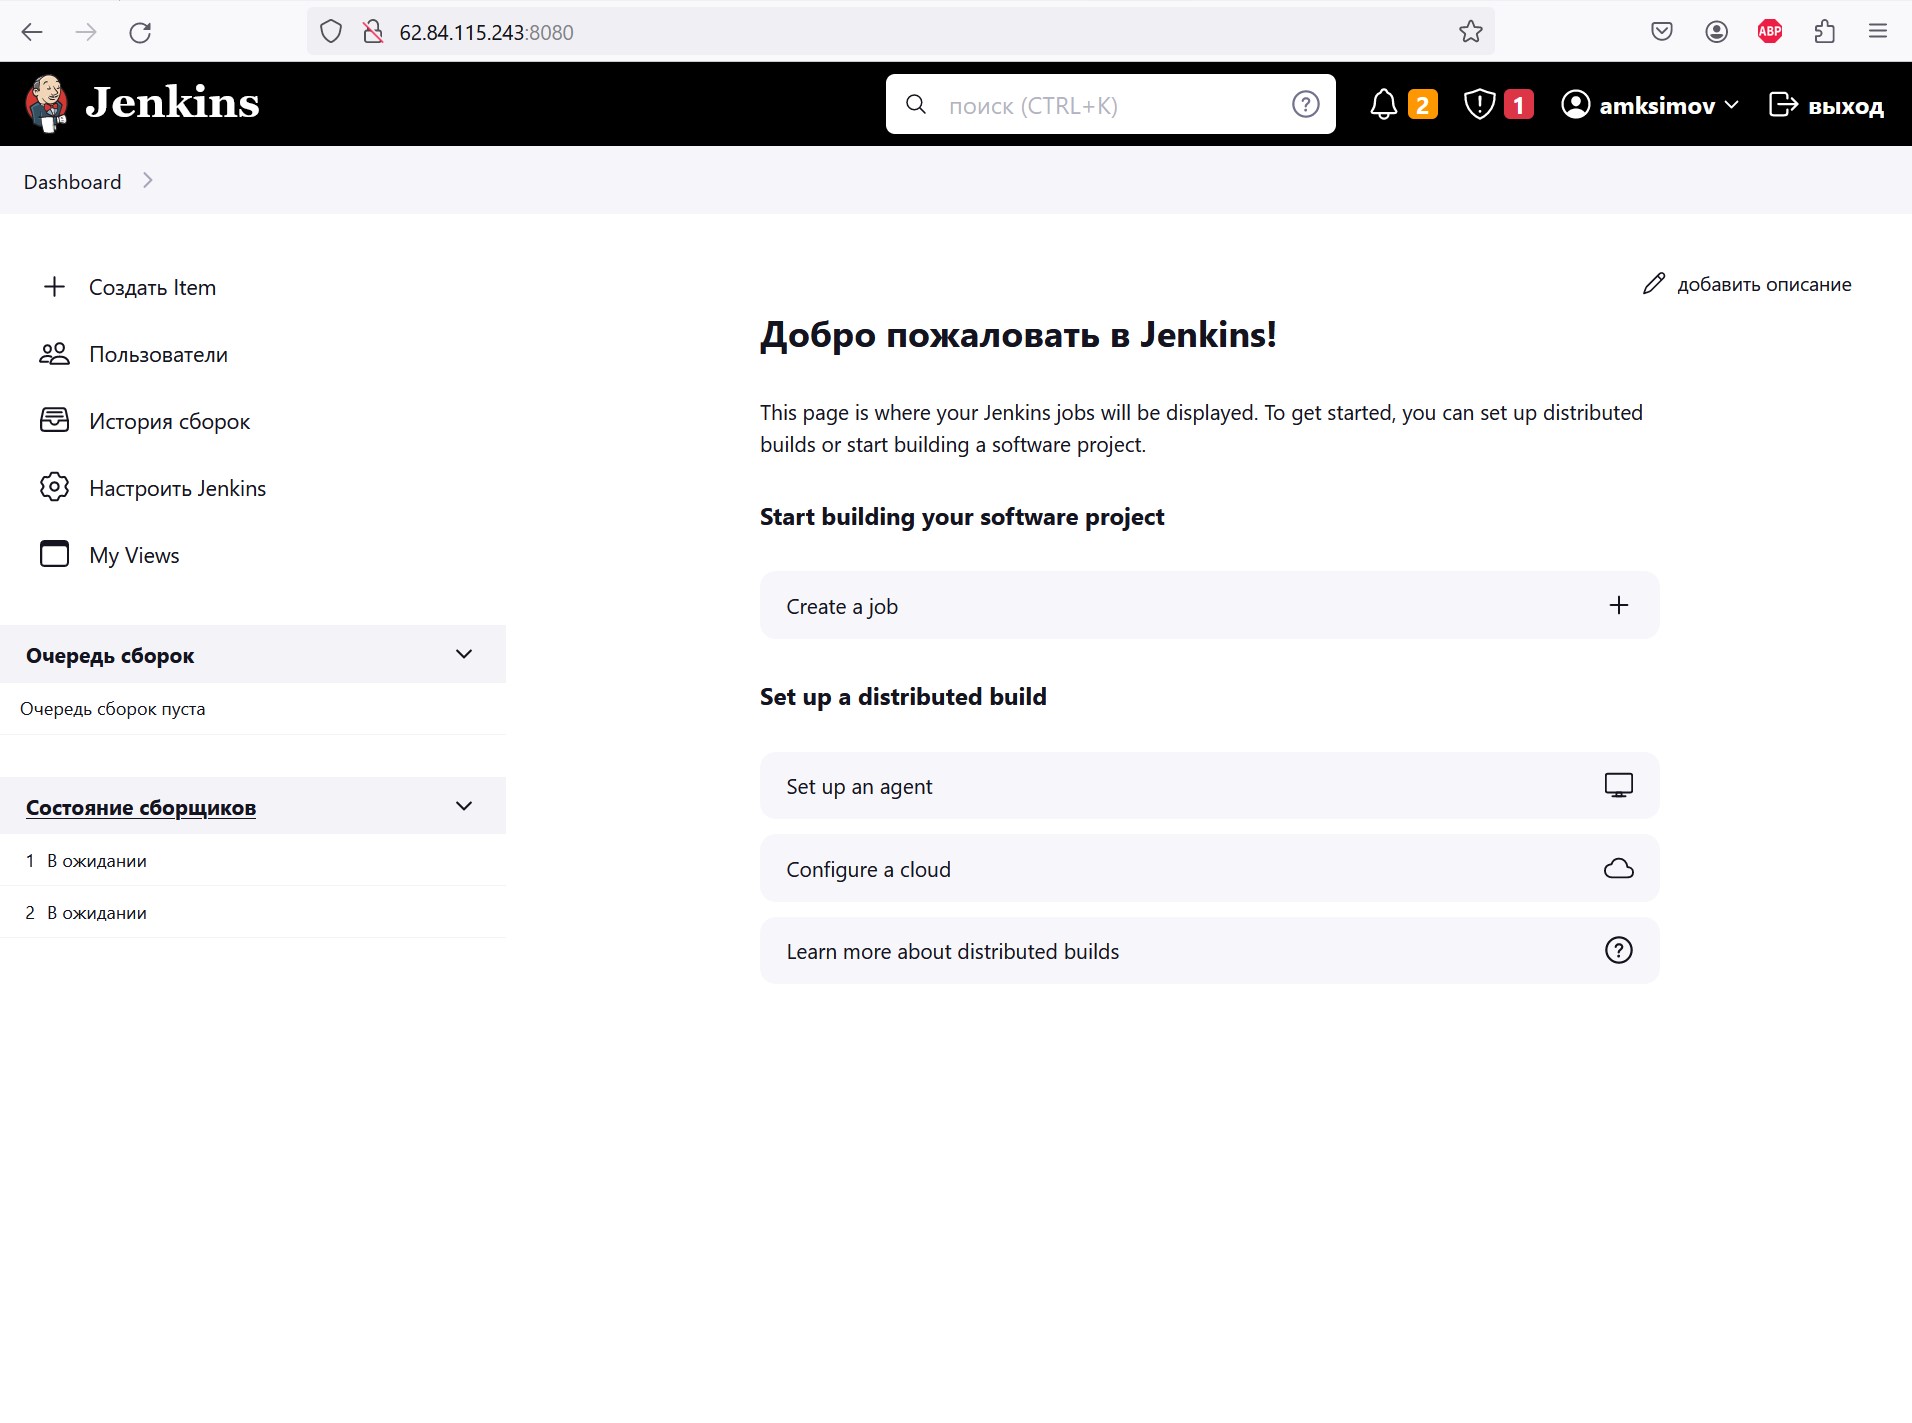 62.84.115.243:8080
ABP
Jenkins
поиск (CTRL+K)
2
1
amksimov
выход
Dashboard
Создать Item
Пользователи
История сборок
Настроить Jenkins
My Views
Очередь сборок
Очередь сборок пуста
Состояние сборщиков
1 В ожидании
2 В ожидании
добавить описание
Добро пожаловать в Jenkins!
This page is where your Jenkins jobs will be displayed. To get started, you can set up distributed
builds or start building a software project.
Start building your software project
Create a job
Set up a distributed build
Set up an agent
Configure a cloud
Learn more about distributed builds